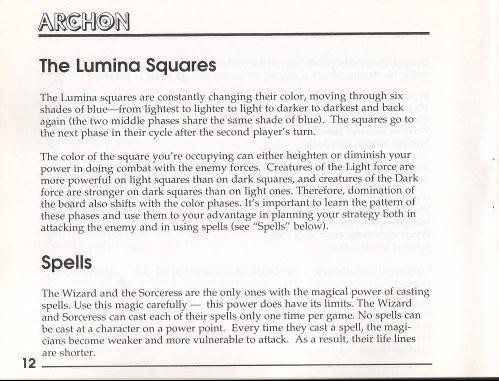 ARCHON
The Lumina Squares
The Lumina squares are constantly changing their color, moving through six
shades of blue—from lightest to lighter to light to darker to darkest and back
again (the two middle phases share the same shade of blue). The squares go to
the next phase in their cycle after the second player's turn.
The color of the square you're occupying can either heighten or diminish your
power in doing combat with the enemy forces. Creatures of the Light force are
more powerful on light squares than on dark squares, and creatures of the Dark
force are stronger on dark squares than on light ones. Therefore, domination of
the board also shifts with the color phases. It's important to learn the pattern of
these phases and use them to your advantage in planning your strategy both in
attacking the enemy and in using spells (see "Spells" below).
Spells
The Wizard and the Sorceress are the only ones with the magical power of casting
spells. Use this magic carefully — this power does have its limits. The Wizard
and Sorceress can cast each of their spells only one time per game. No spells can
be cast at a character on a power point. Every time they cast a spell, the magi-
cians become weaker and more vulnerable to attack. As a result, their life lines
are shorter.
12